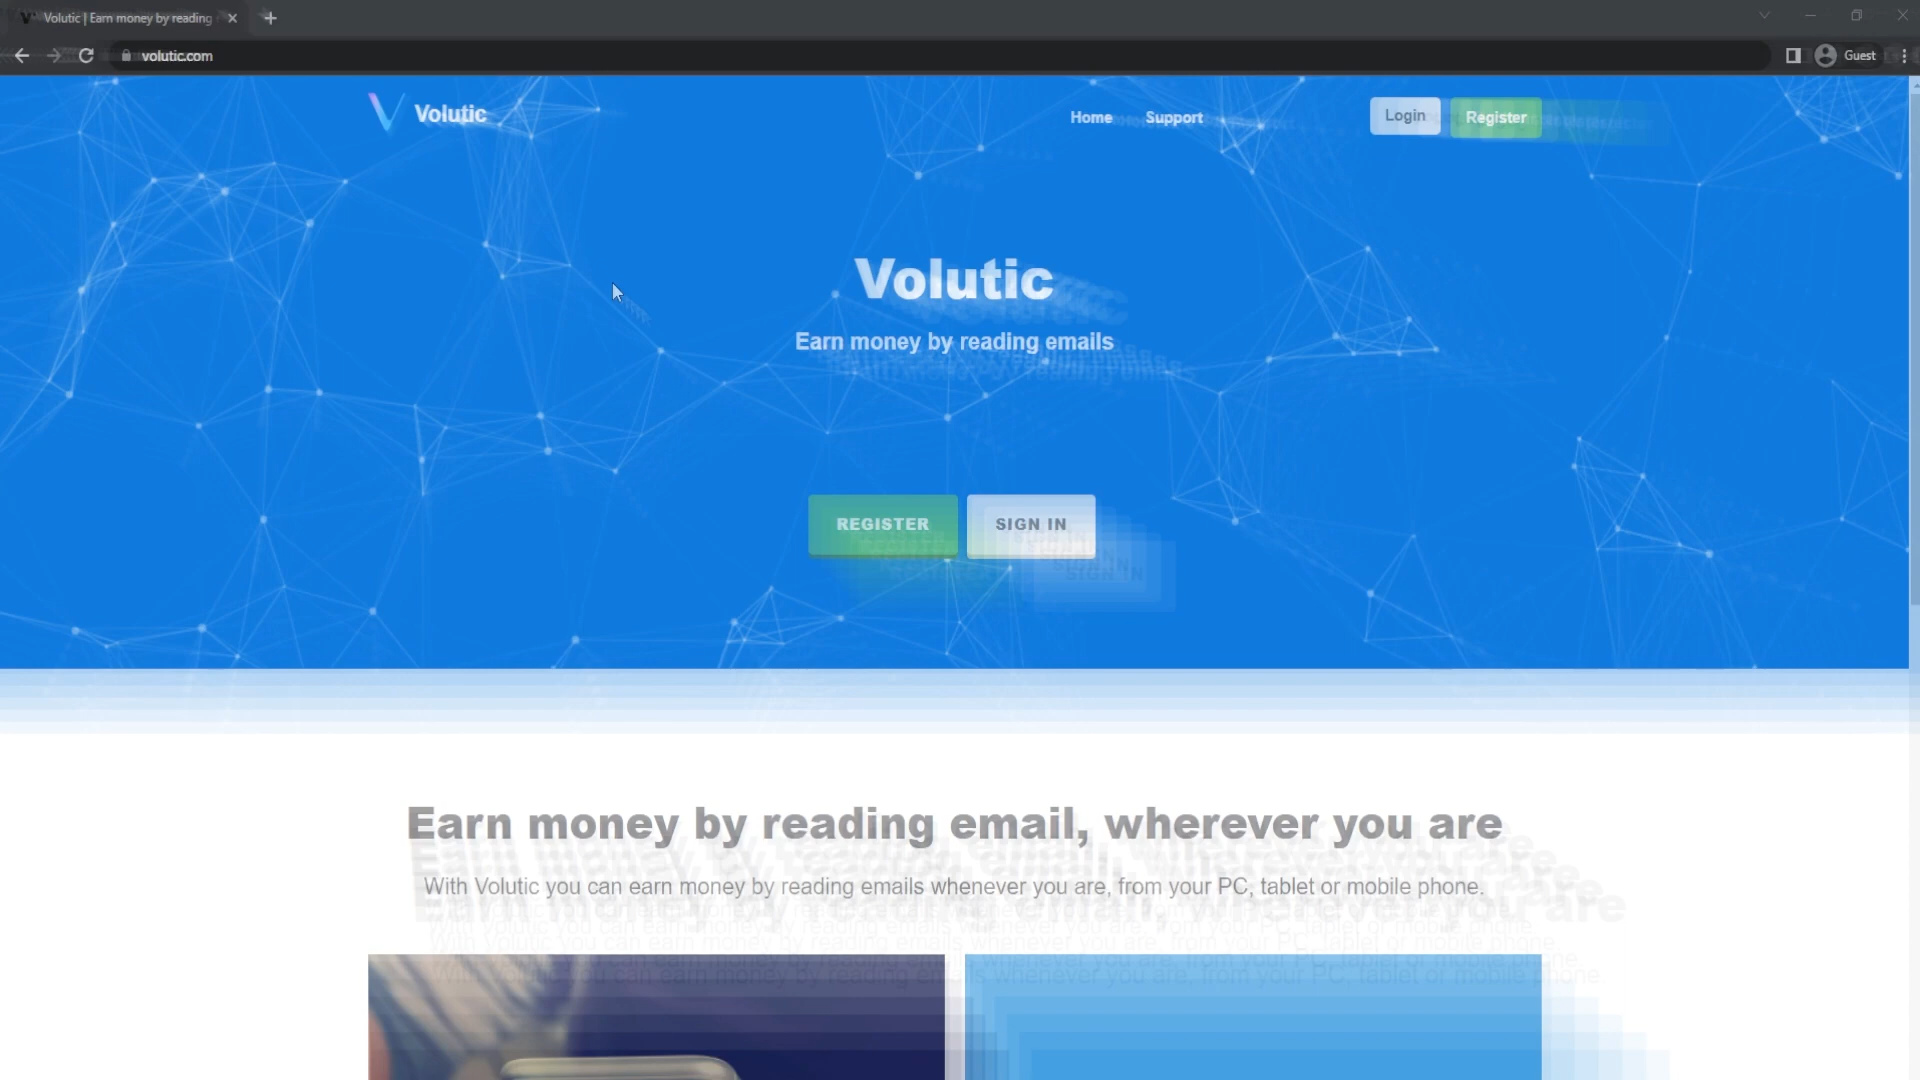 Volutic | Earn money by reading
volutic.com
Guest
Volutic
Home
Support
Login
Register
Volutic
Earn money by reading emails
REGISTER
SIGN IN
Earn money by reading email, wherever you are
With Volutic you can earn money by reading emails whenever you are, from your PC, tablet or mobile phone.